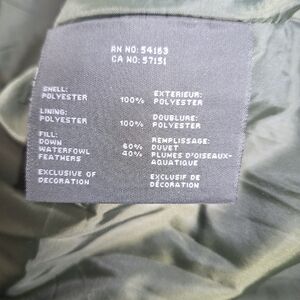 RN NO: 54163
CA NO: 57151
SHELL: EXTERIEUR:
POLYESTER 100% POLYESTER
LINING: DOUBLURE:
POLYESTER 100% POLYESTER
FILL: REMPLISSAGE:
DOWN 60% DUVET
WATERFOWL 40% PLUMES D'OISEAUX-
FEATHERS AQUATIQUE
EXCLUSIVE OF EXCLUSIF DE
DECORATION DÉCORATION